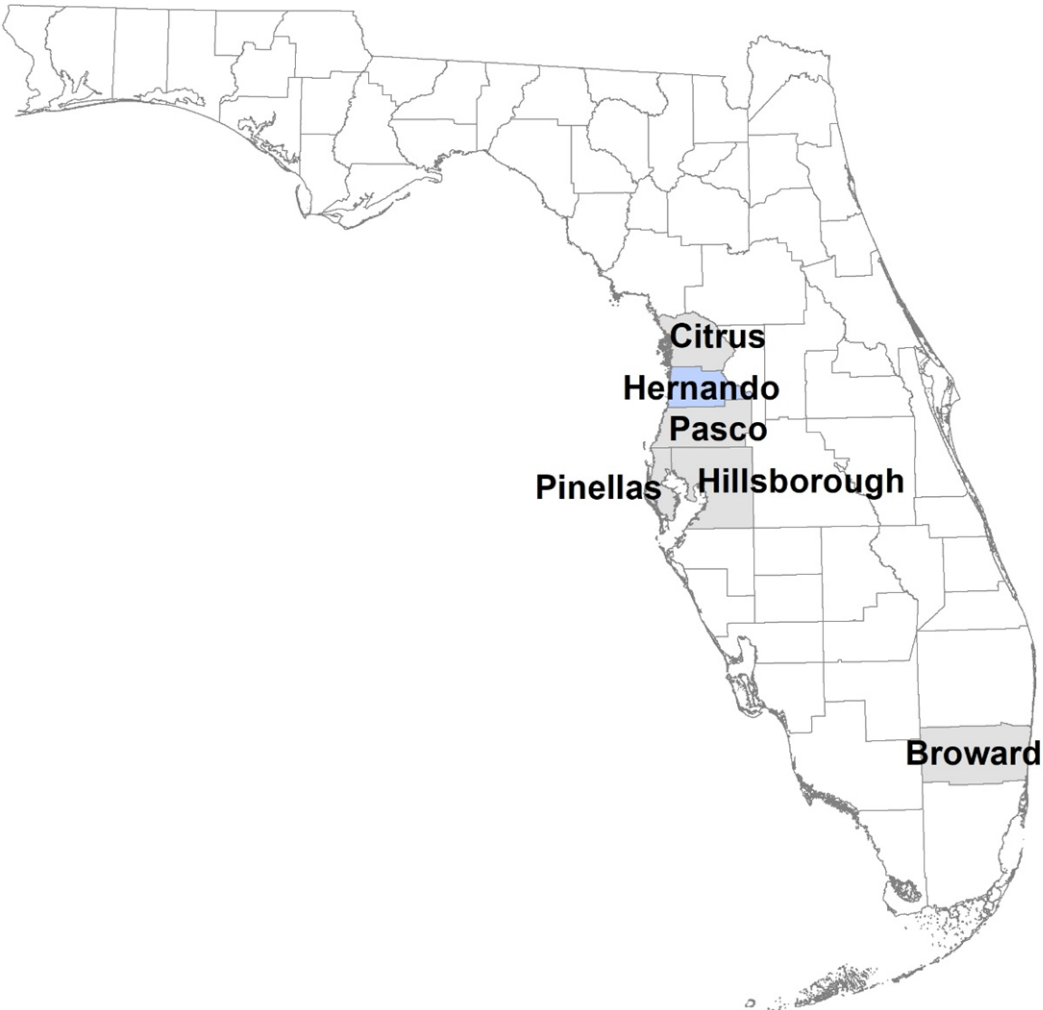 Citrus
Hernando
Pasco
Pinellas
Hillsborough
Broward